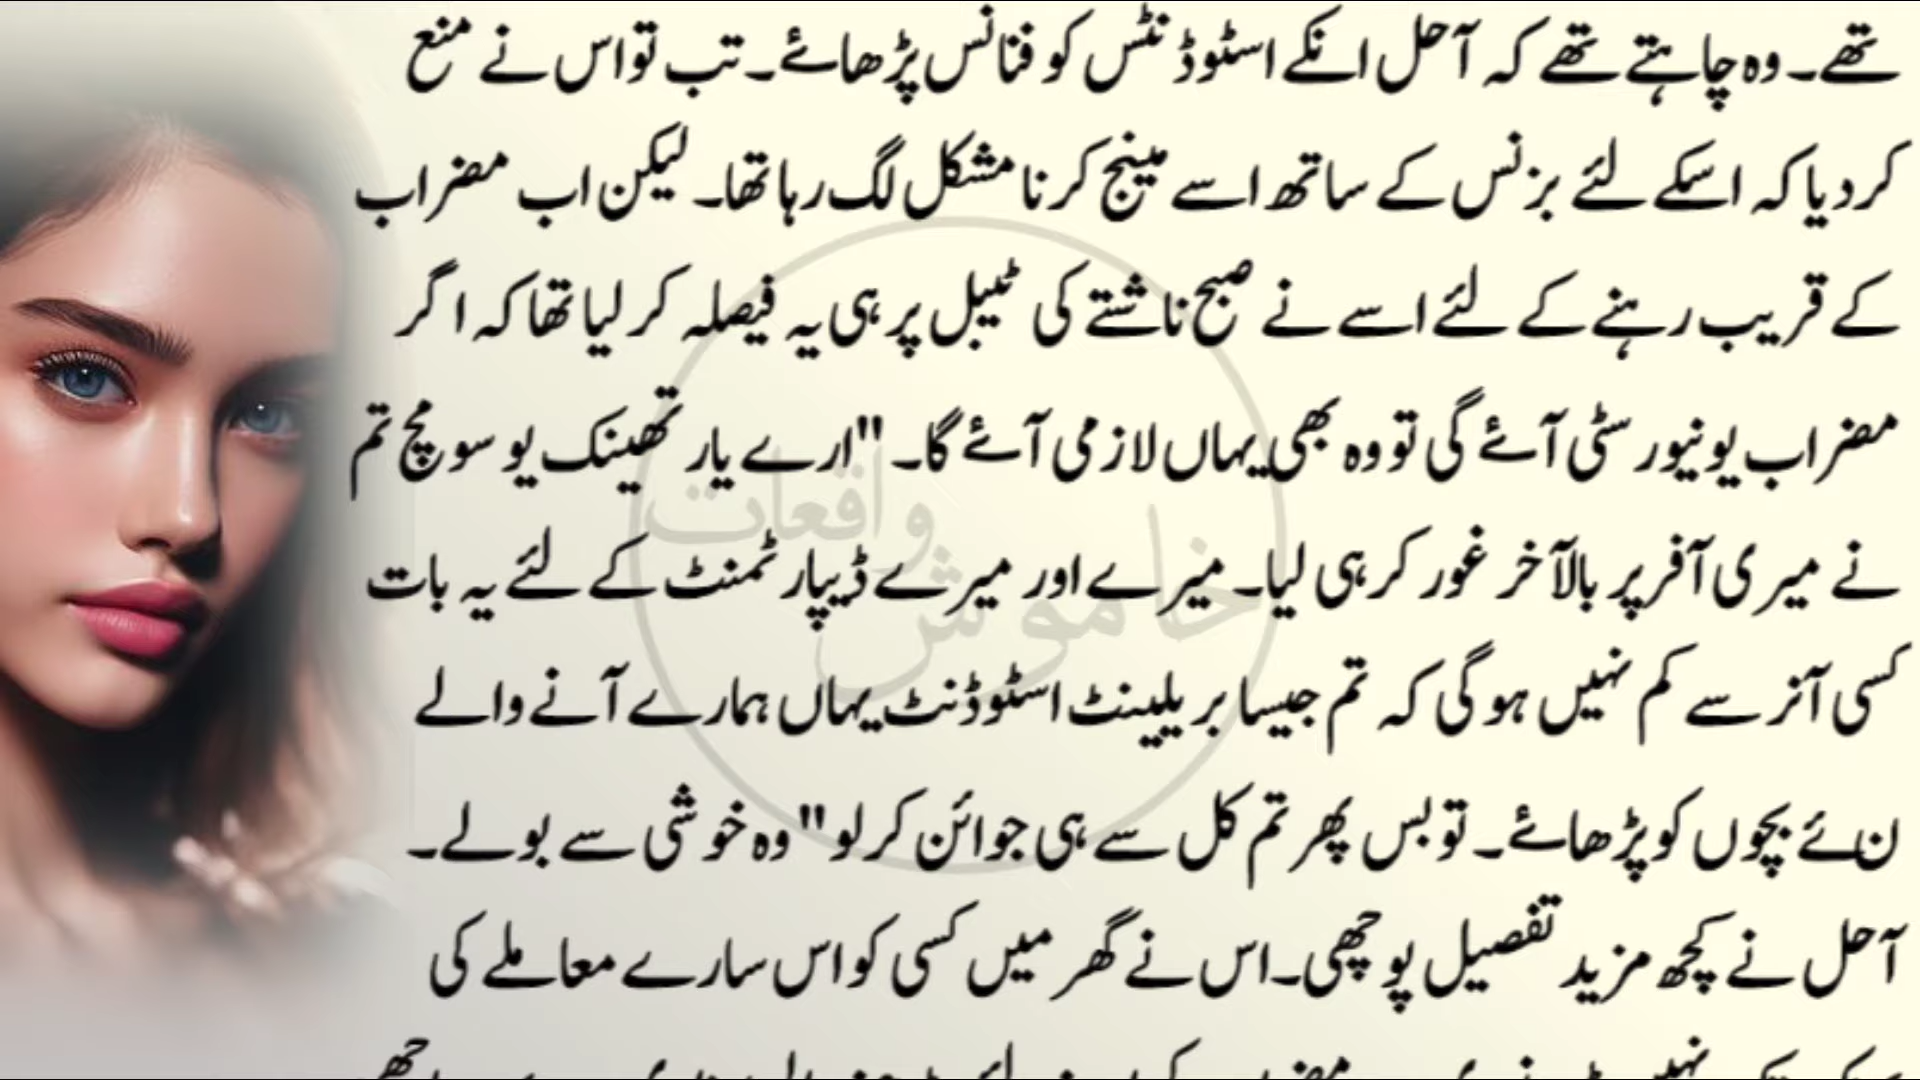 تھے۔ وہ چاہتے تھے کہ آحل انکے اسٹوڈنٹس کو فنانس پڑھائے۔ تب تو اس نے منع
کر دیا کہ اسکے لئے بزنس کے ساتھ اسے مینج کرنا مشکل لگ رہا تھا۔ لیکن اب مضراب
کے قریب رہنے کے لئے اسے نے صبح ناشتے کی ٹیبل پر ہی یہ فیصلہ کر لیا تھا کہ اگر
مضراب یونیورسٹی آئے گی تو وہ بھی یہاں لازمی آئے گا۔ "ارے یار تھینک یو سو مچ تم
نے میری آفر پر بالآخر غور کر ہی لیا۔ میرے اور میرے ڈیپارٹمنٹ کے لئے یہ بات
کسی آنر سے کم نہیں ہوگی کہ تم جیسا بریلیینٹ اسٹوڈنٹ یہاں ہمارے آنے والے
نئے بچوں کو پڑھائے۔ تو بس پھر تم کل سے ہی جوائن کر لو" وہ خوشی سے بولے۔
آحل نے کچھ مزید تفصیل پوچھی۔ اس نے گھر میں کسی کو اس سارے معاملے کی
خاموش واقعات